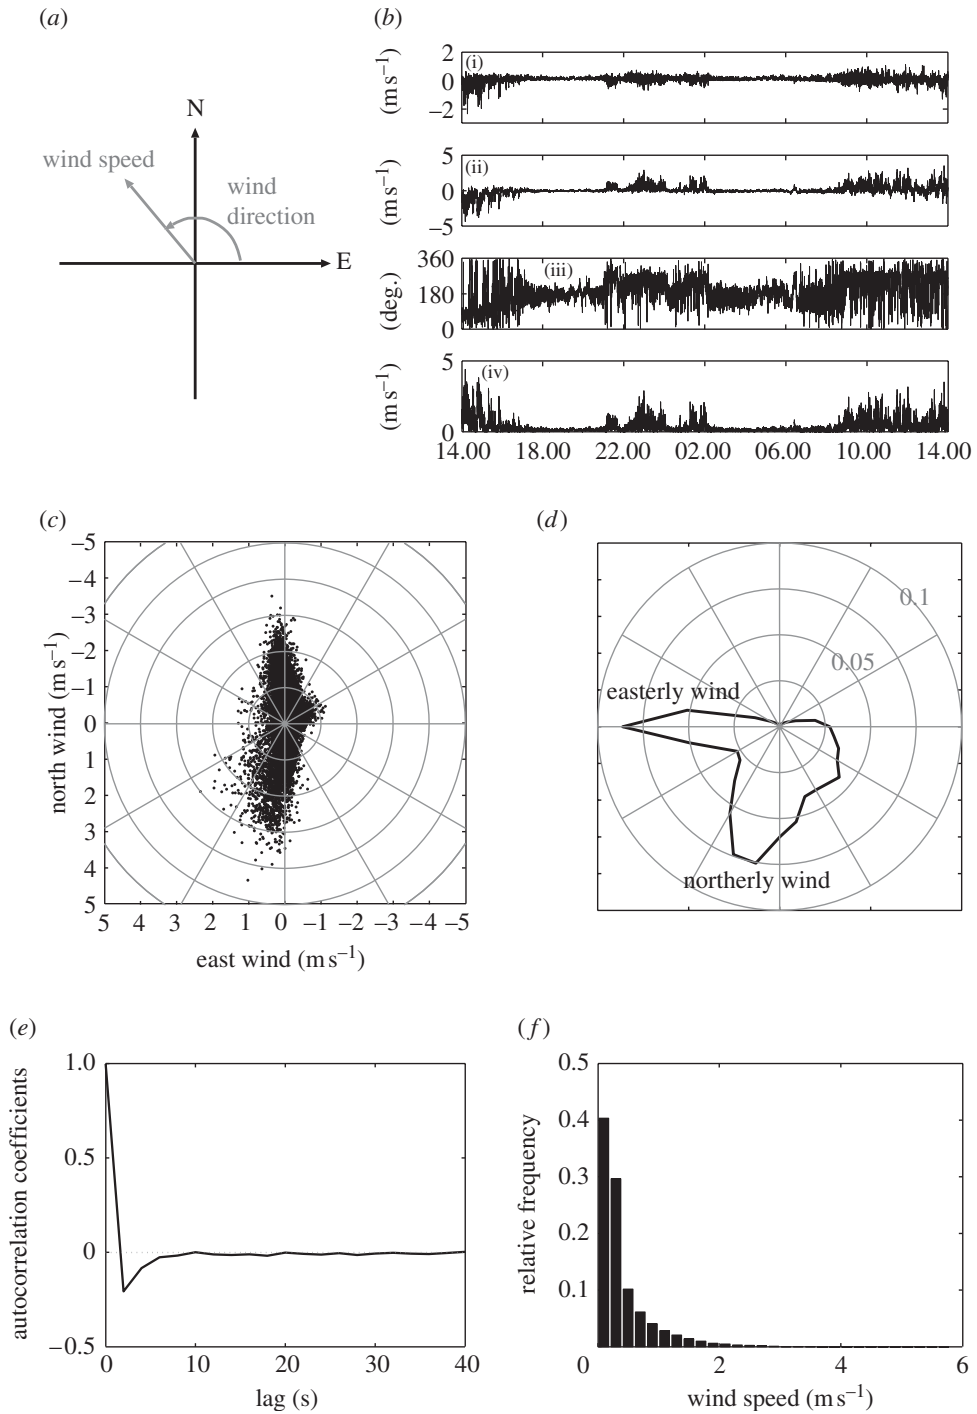 (a)
N
wind speed
wind
direction
E
(b)
2
0
−2
(m s−1)
(i)
5
0
−5
(m s−1)
(ii)
360
180
0
(deg.)
(iii)
5
0
(m s−1)
(iv)
14.00 18.00 22.00 02.00 06.00 10.00 14.00
(c)
−5
−4
−3
−2
−1
0
1
2
3
4
5
north wind (m s−1)
5 4 3 2 1 0 −1 −2 −3 −4 −5
east wind (m s−1)
(d)
0.1
0.05
easterly wind
northerly wind
(e)
1.0
0.5
0
−0.5
autocorrelation coefficients
0 10 20 30 40
lag (s)
(f)
0.5
0.4
0.3
0.2
0.1
relative frequency
0 2 4 6
wind speed (m s−1)